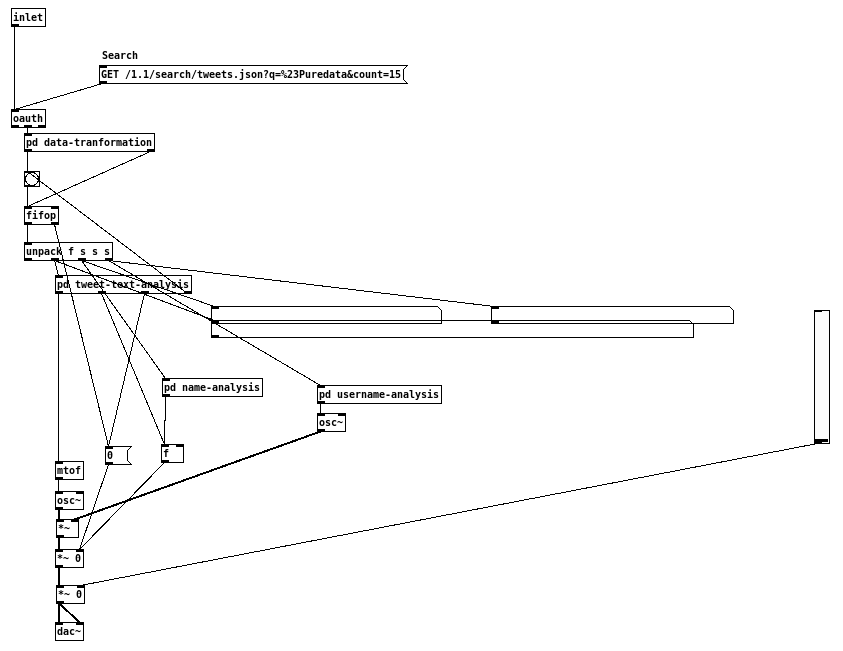 inlet
Search
GET /1.1/search/tweets.json?q=%23Puredata&count=15
oauth
pd data-tranformation
fifop
unpack f s s s
pd tweet-text-analysis
pd name-analysis
pd username-analysis
osc~
0
f
mtof
osc~
*~
*~ 0
*~ 0
dac~